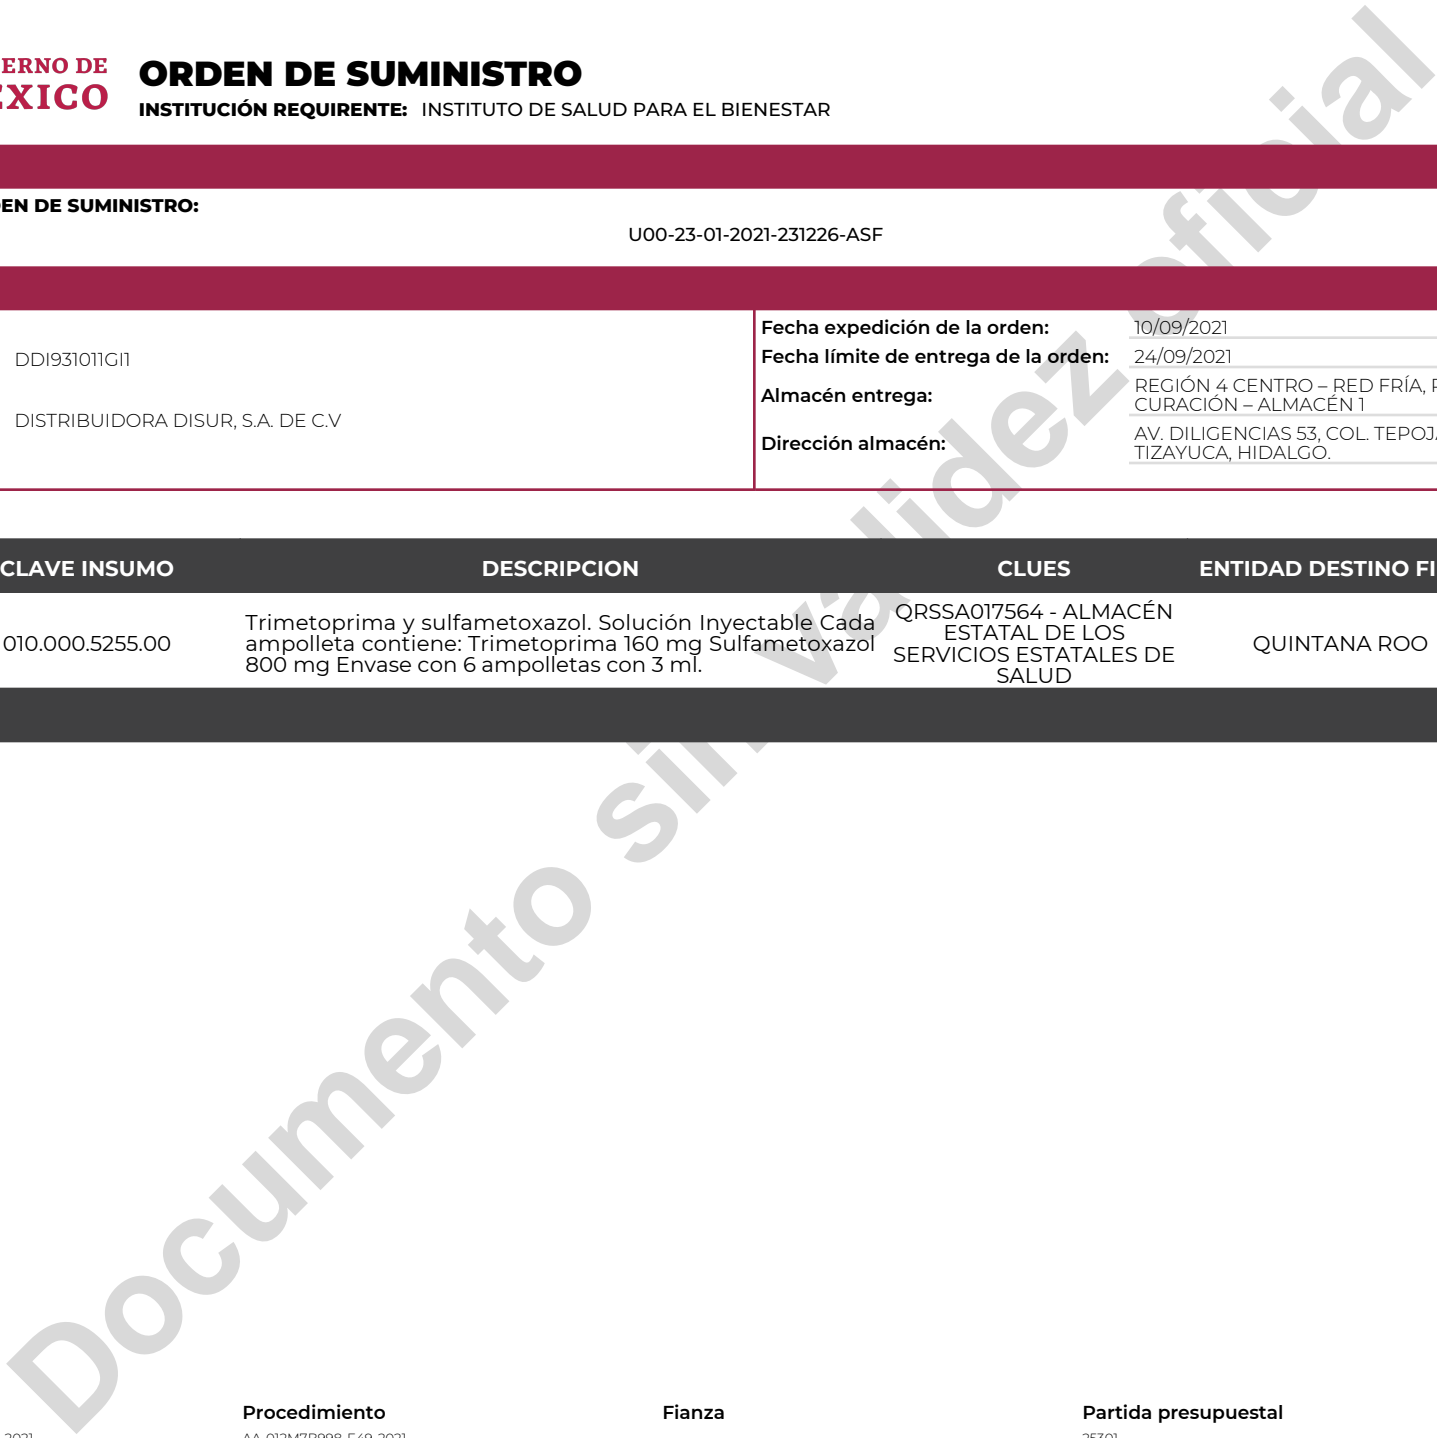 ERNO DE
ÉXICO
ORDEN DE SUMINISTRO
INSTITUCIÓN REQUIRENTE: INSTITUTO DE SALUD PARA EL BIENESTAR
EN DE SUMINISTRO:
U00-23-01-2021-231226-ASF
DDI931011GI1
DISTRIBUIDORA DISUR, S.A. DE C.V
Fecha expedición de la orden: 10/09/2021
Fecha límite de entrega de la orden: 24/09/2021
Almacén entrega: REGIÓN 4 CENTRO – RED FRÍA,
CURACIÓN – ALMACÉN 1
Dirección almacén: AV. DILIGENCIAS 53, COL. TEPOJA
TIZAYUCA, HIDALGO.
CLAVE INSUMO DESCRIPCION CLUES ENTIDAD DESTINO FI
010.000.5255.00
Trimetoprima y sulfametoxazol. Solución Inyectable Cada
ampolleta contiene: Trimetoprima 160 mg Sulfametoxazol
800 mg Envase con 6 ampolletas con 3 ml.
QRSSA017564 - ALMACÉN
ESTATAL DE LOS
SERVICIOS ESTATALES DE
SALUD
QUINTANA ROO
Documento sin validez oficial
Procedimiento Fianza Partida presupuestal